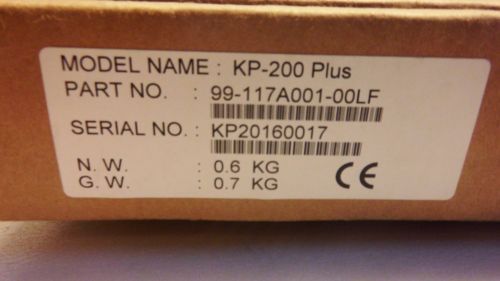 MODEL NAME : KP-200 Plus
PART NO. : 99-117A001-00LF
SERIAL NO. : KP20160017
N. W. : 0.6 KG
G. W. : 0.7 KG
CE